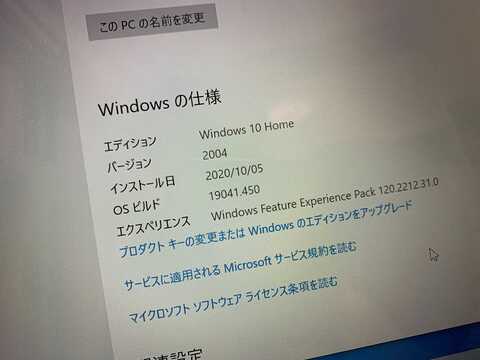 この PC の名前を変更
Windows の仕様
エディション Windows 10 Home
バージョン 2004
インストール日 2020/10/05
OS ビルド 19041.450
エクスペリエンス Windows Feature Experience Pack 120.2212.31.0
プロダクト キーの変更または Windows のエディションをアップグレード
サービスに適用される Microsoft サービス規約を読む
マイクロソフト ソフトウェア ライセンス条項を読む
関連設定